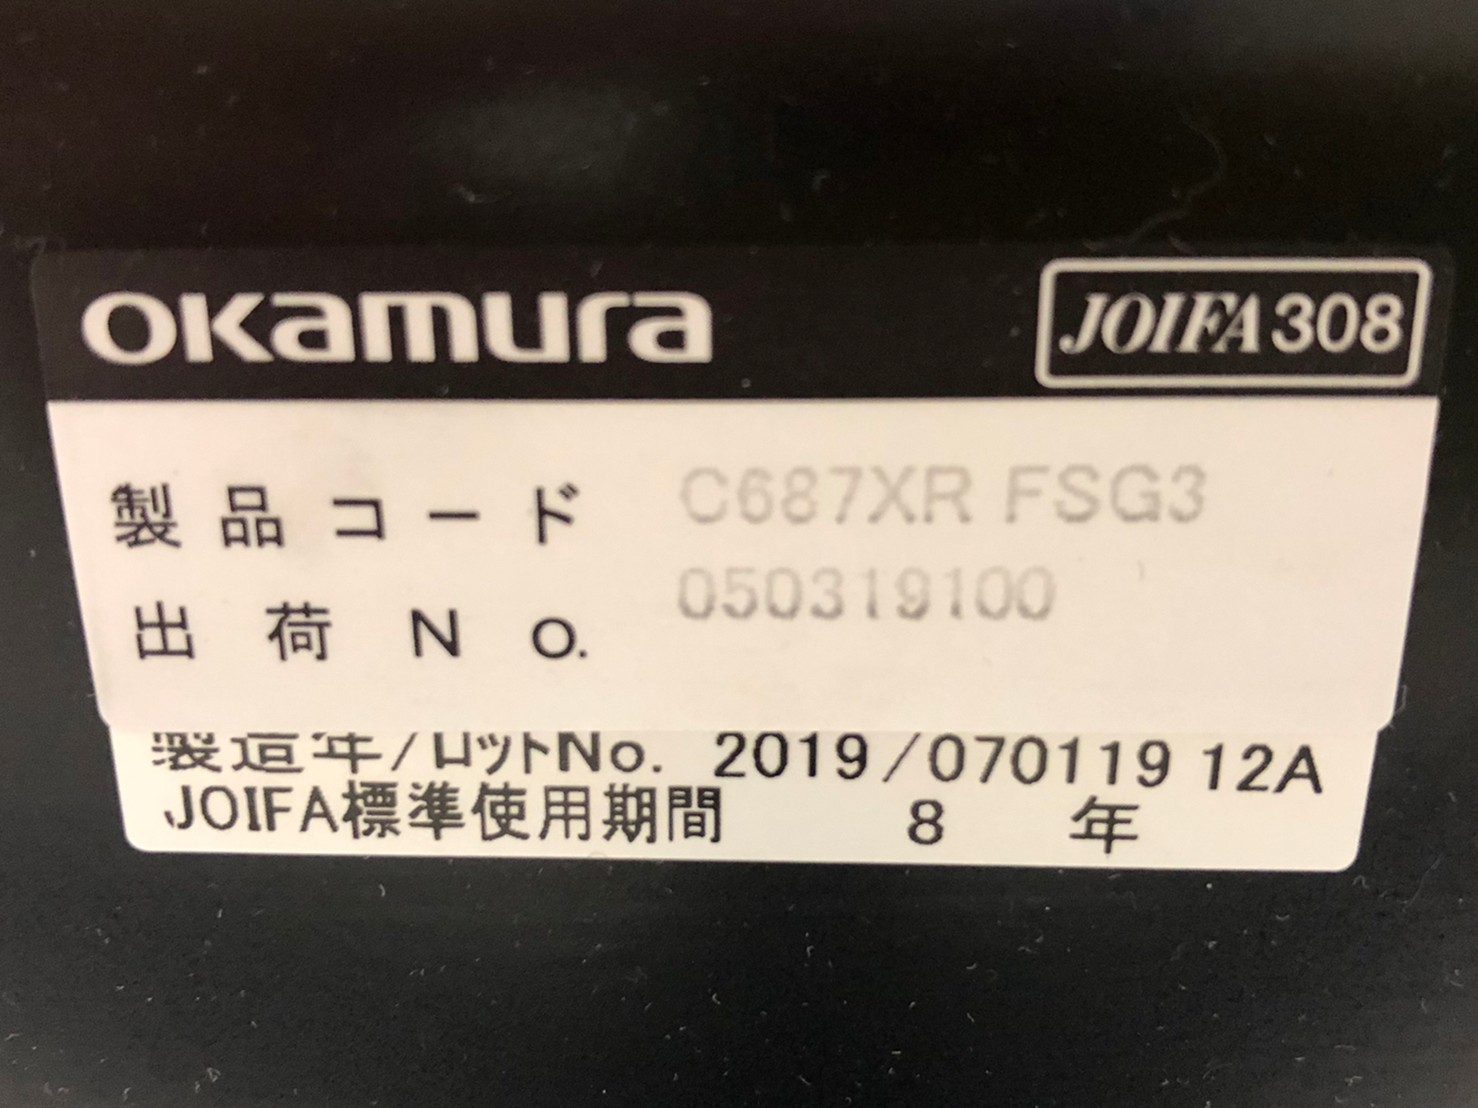 okamura
JOIFA308
製品コード C687XR FSG3
出荷No. 050319100
製造年/ロットNo. 2019/070119 12A
JOIFA標準使用期間 8 年